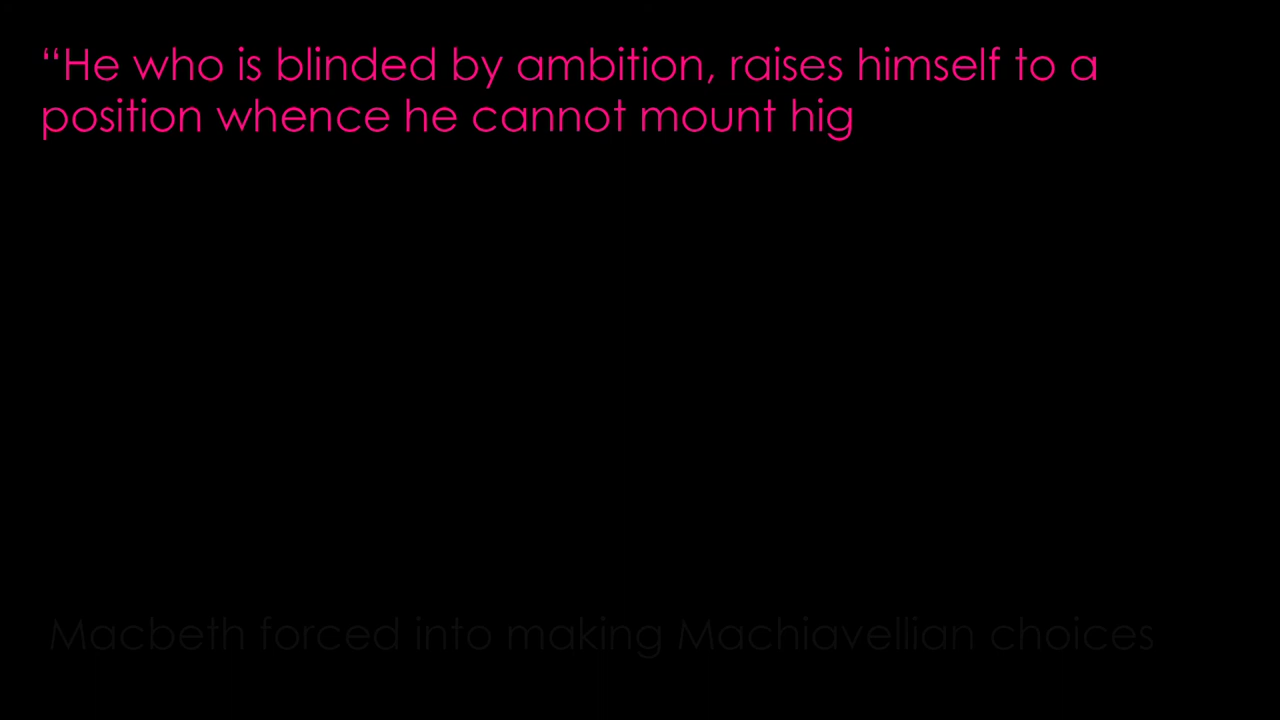 “He who is blinded by ambition, raises himself to a
position whence he cannot mount hig
Macbeth forced into making Machiavellian choices